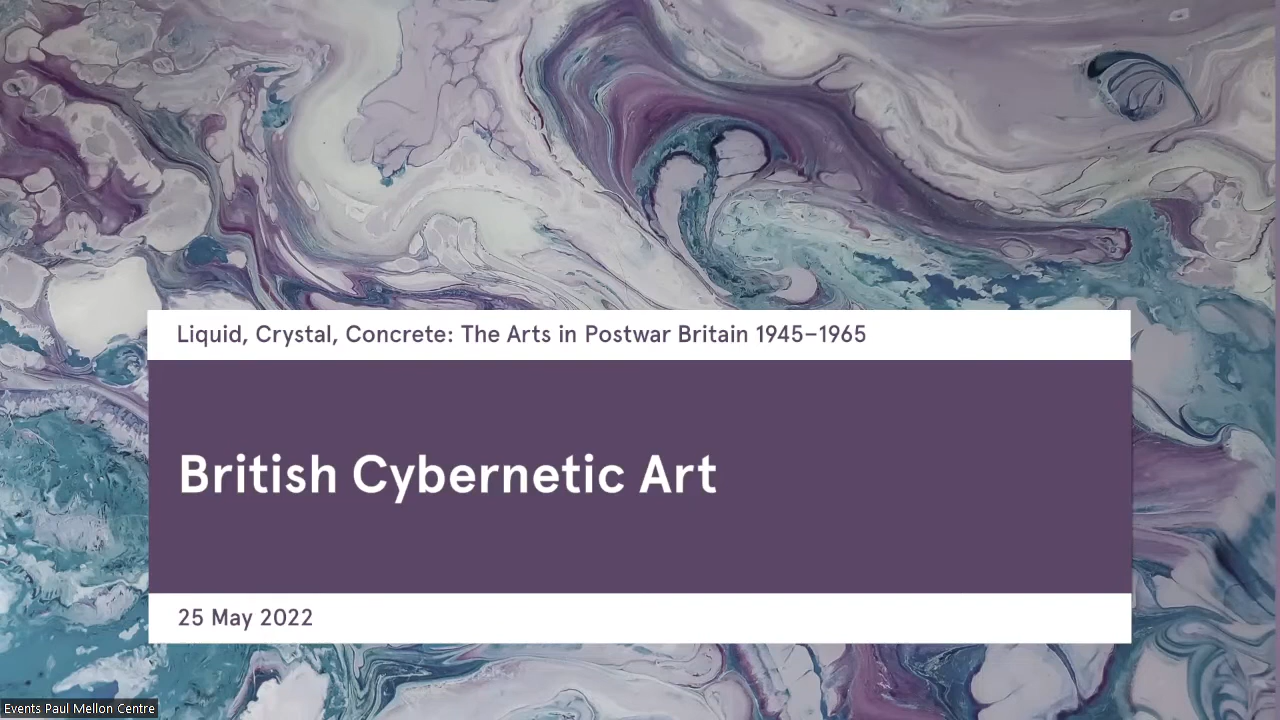 Liquid, Crystal, Concrete: The Arts in Postwar Britain 1945–1965
British Cybernetic Art
25 May 2022
Events Paul Mellon Centre